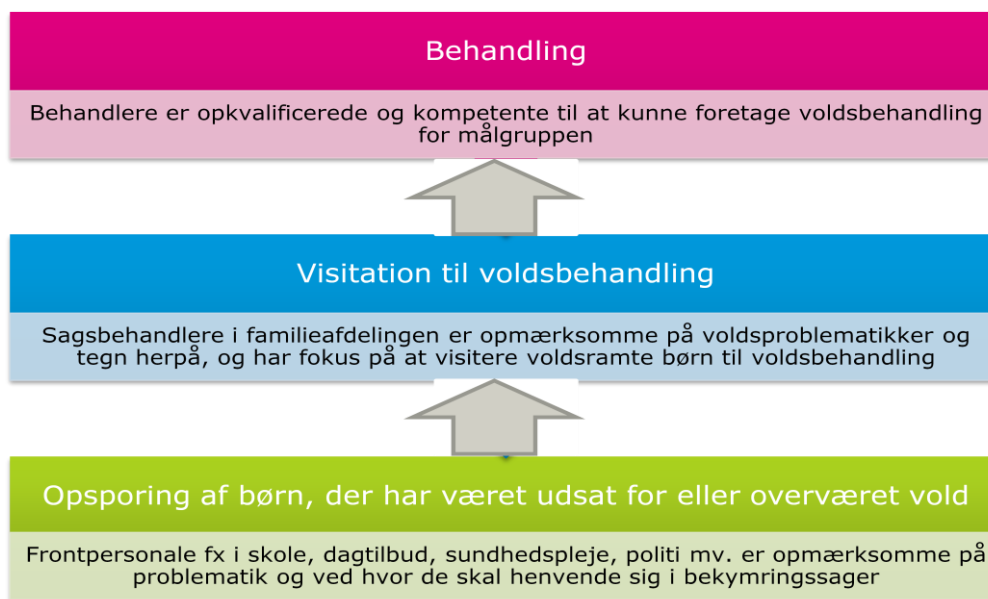 Behandling
Behandlere er opkvalificerede og kompetente til at kunne foretage voldsbehandling
for målgruppen
Visitation til voldsbehandling
Sagsbehandlere i familieafdelingen er opmærksomme på voldsproblematikker og
tegn herpå, og har fokus på at visitere voldsramte børn til voldsbehandling
Opsporing af børn, der har været udsat for eller overværet vold
Frontpersonale fx i skole, dagtilbud, sundhedspleje, politi mv. er opmærksomme på
problematik og ved hvor de skal henvende sig i bekymringssager